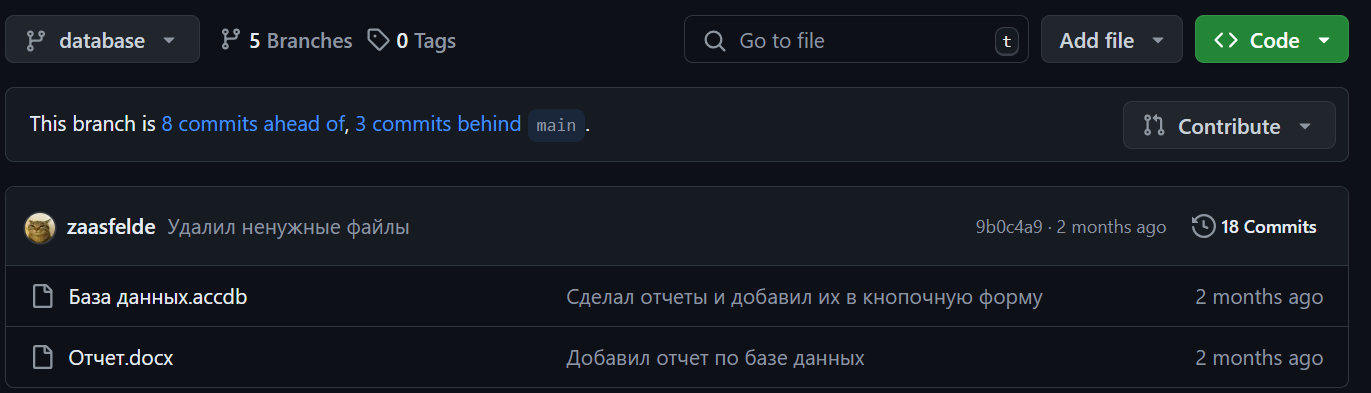 database 5 Branches 0 Tags Go to file t Add file Code
This branch is 8 commits ahead of, 3 commits behind main.
Contribute
zaasfelde Удалил ненужные файлы 9b0c4a9 · 2 months ago 18 Commits
База данных.accdb Сделал отчеты и добавил их в кнопочную форму 2 months ago
Отчет.docx Добавил отчет по базе данных 2 months ago